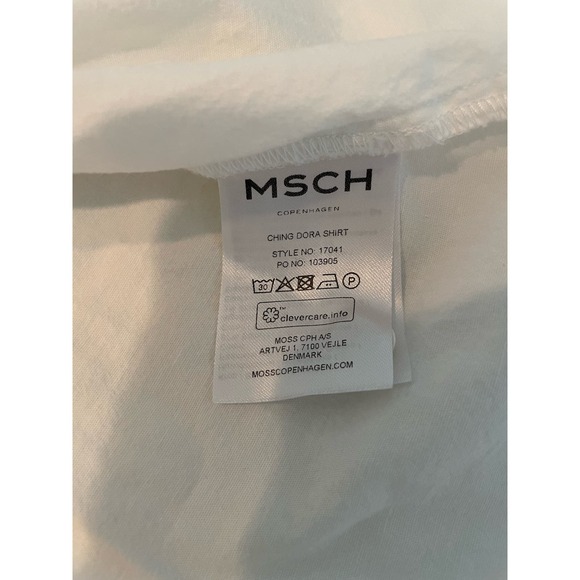 MSCH
COPENHAGEN
CHING DORA SHIRT
STYLE NO: 17041
PO NO: 103905
30 P
™ clevercare.info
MOSS CPH A/S
ARTVEJ 1, 7100 VEJLE
DENMARK
MOSSCOPENHAGEN.COM